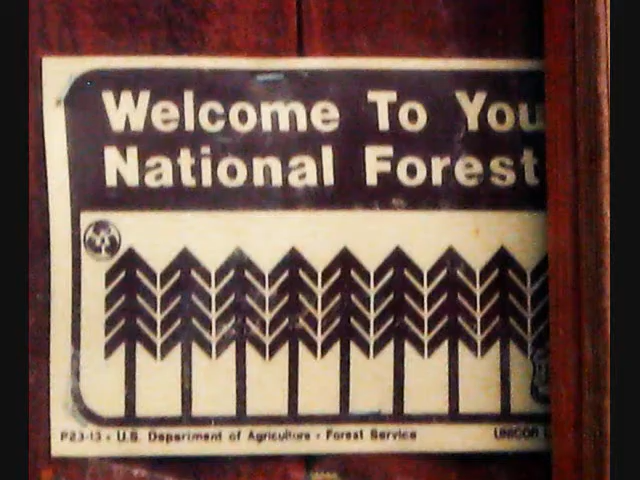 Welcome To You
National Forest
P23-13 • U.S. Department of Agriculture • Forest Service UNICOR